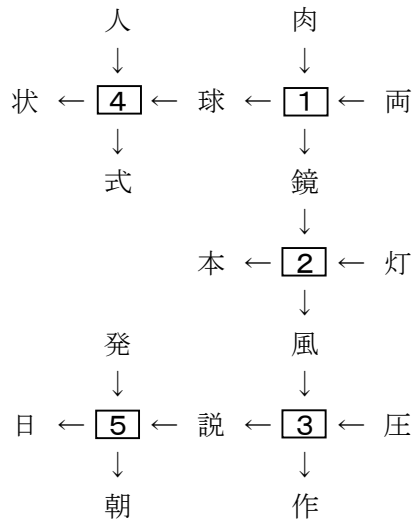 人 肉
↓ ↓
状 ← 4 ← 球 ← 1 ← 両
↓ ↓
式 鏡
↓
本 ← 2 ← 灯
↓
発 風
↓ ↓
日 ← 5 ← 説 ← 3 ← 圧
↓ ↓
朝 作